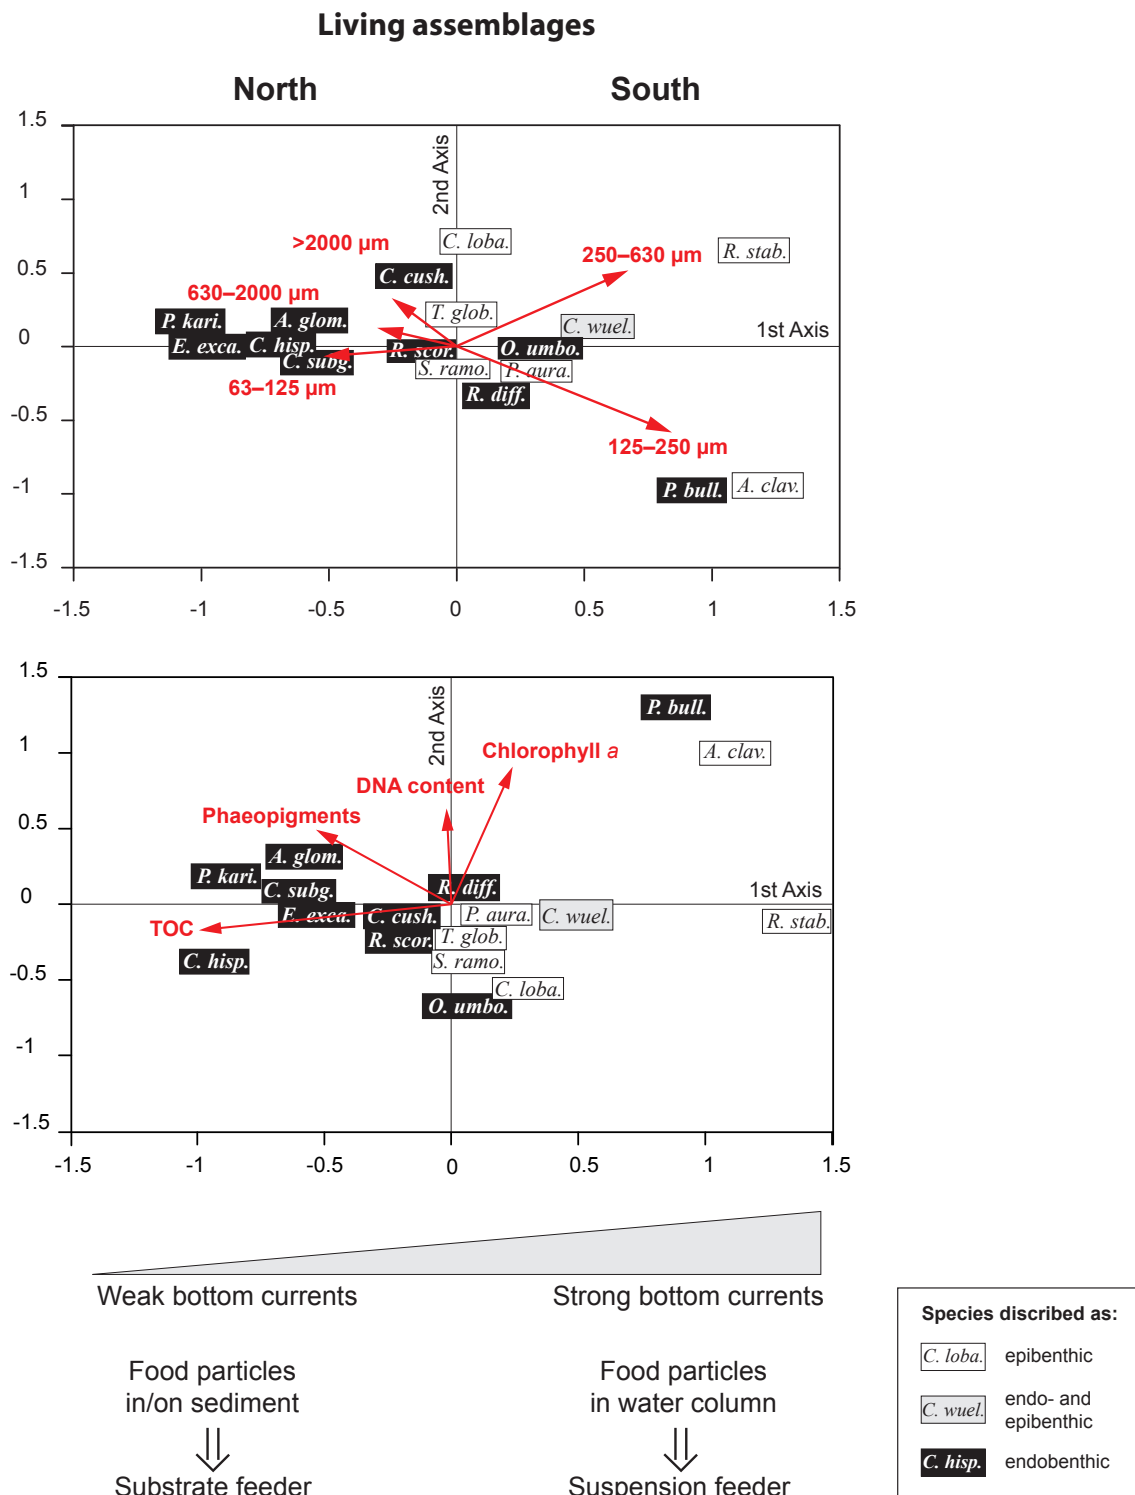 Living assemblages
North
South
1.5
2nd Axis
1
>2000 µm
C. loba.
250–630 µm
R. stab.
0.5
C. cush.
630–2000 µm
T. glob.
P. kari.
A. glom.
C. wuel.
1st Axis
0
E. exca.
C. hisp.
R. scor.
O. umbo.
C. subg.
S. ramo.
P. aura.
63–125 µm
R. diff.
-0.5
125–250 µm
-1
P. bull.
A. clav.
-1.5
-1.5
-1
-0.5
0
0.5
1
1.5
1.5
2nd Axis
P. bull.
1
Chlorophyll a
A. clav.
DNA content
Phaeopigments
0.5
A. glom.
P. kari.
R. diff.
C. subg.
1st Axis
0
E. exca.
C. cush.
P. aura.
C. wuel.
R. stab.
TOC
R. scor.
T. glob.
C. hisp.
S. ramo.
-0.5
C. loba.
O. umbo.
-1
-1.5
-1.5
-1
-0.5
0
0.5
1
1.5
Weak bottom currents
Strong bottom currents
Food particles
in/on sediment
Substrate feeder
Food particles
in water column
Suspension feeder
Species discribed as:
C. loba.
epibenthic
C. wuel.
endo- and
epibenthic
C. hisp.
endobenthic